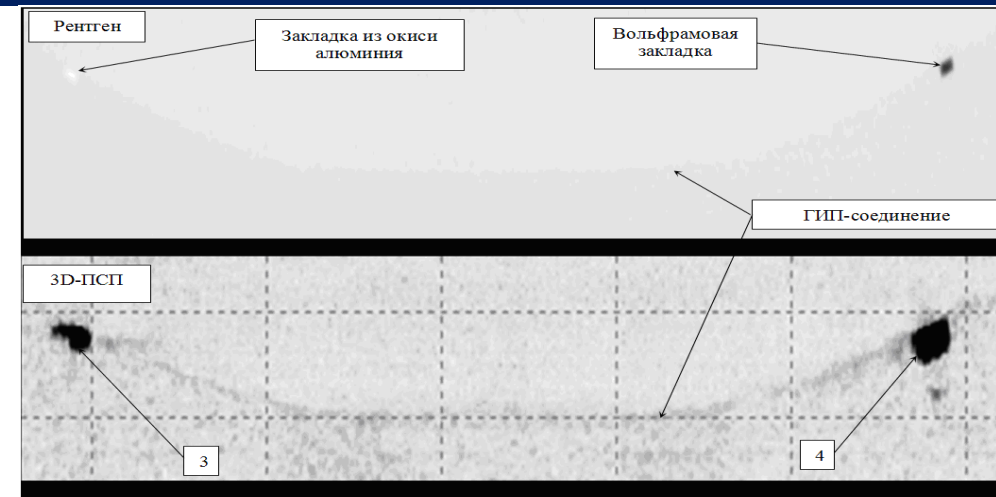 Рентген
Закладка из окиси
алюминия
Вольфрамовая
закладка
ГИП-соединение
3D-ПСП
3
4